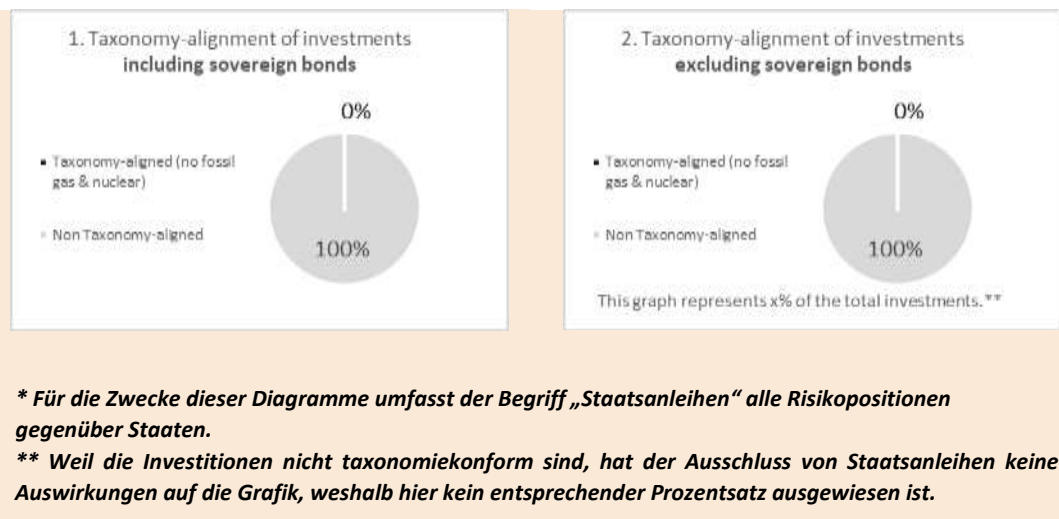 1. Taxonomy-alignment of investments
including sovereign bonds
0%
Taxonomy-aligned (no fossil
gas & nuclear)
Non Taxonomy-aligned
100%
2. Taxonomy-alignment of investments
excluding sovereign bonds
0%
Taxonomy-aligned (no fossil
gas & nuclear)
Non Taxonomy-aligned
100%
This graph represents x% of the total investments.**
* Für die Zwecke dieser Diagramme umfasst der Begriff „Staatsanleihen“ alle Risikopositionen
gegenüber Staaten.
** Weil die Investitionen nicht taxonomiekonform sind, hat der Ausschluss von Staatsanleihen keine
Auswirkungen auf die Grafik, weshalb hier kein entsprechender Prozentsatz ausgewiesen ist.